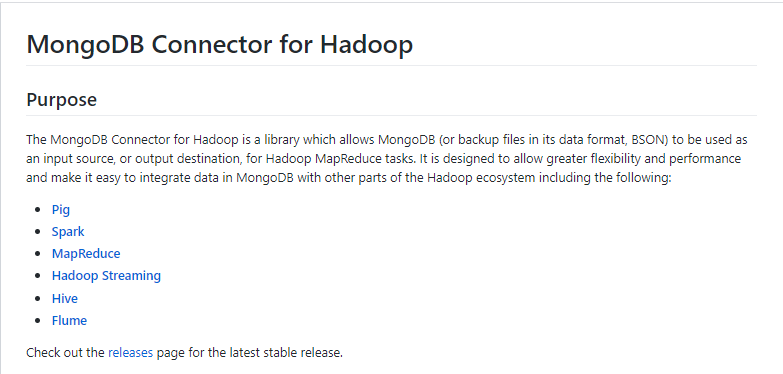 MongoDB Connector for Hadoop
Purpose
The MongoDB Connector for Hadoop is a library which allows MongoDB (or backup files in its data format, BSON) to be used as
an input source, or output destination, for Hadoop MapReduce tasks. It is designed to allow greater flexibility and performance
and make it easy to integrate data in MongoDB with other parts of the Hadoop ecosystem including the following:
• Pig
• Spark
• MapReduce
• Hadoop Streaming
• Hive
• Flume
Check out the releases page for the latest stable release.